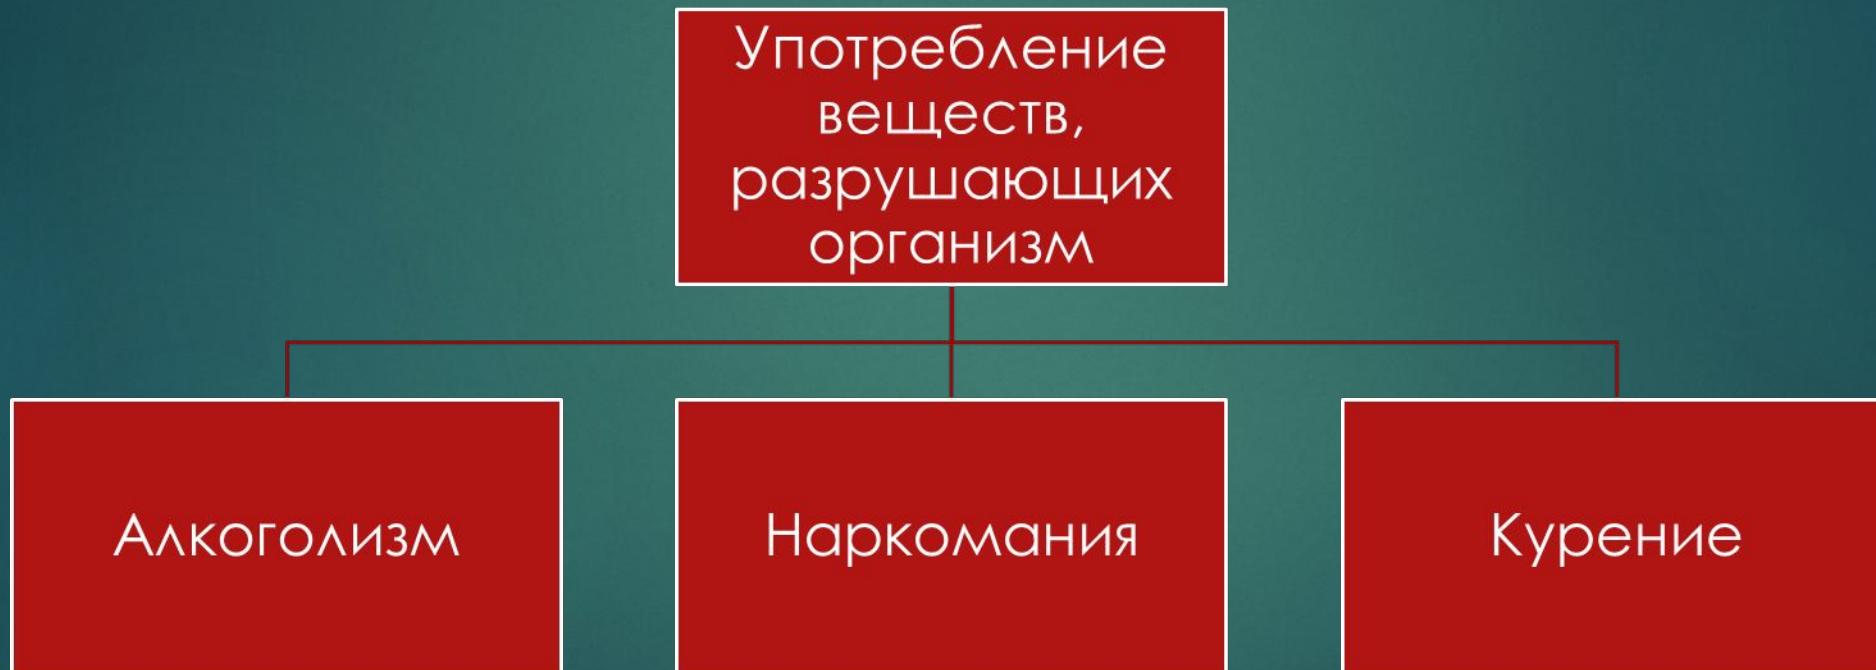 Употребление
веществ,
разрушающих
организм
Алкоголизм
Наркомания
Курение